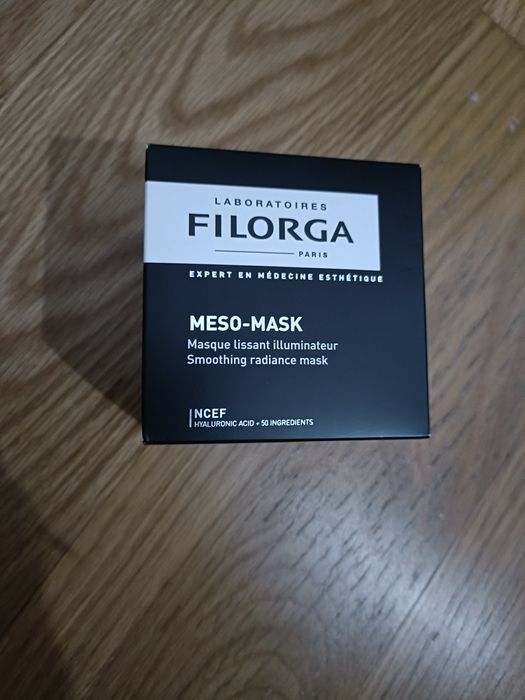 LABORATOIRES
FILORGA
PARIS
EXPERT EN MÉDECINE ESTHÉTIQUE
MESO-MASK
Masque lissant illuminateur
Smoothing radiance mask
NCEF
HYALURONIC ACID + 50 INGREDIENTS